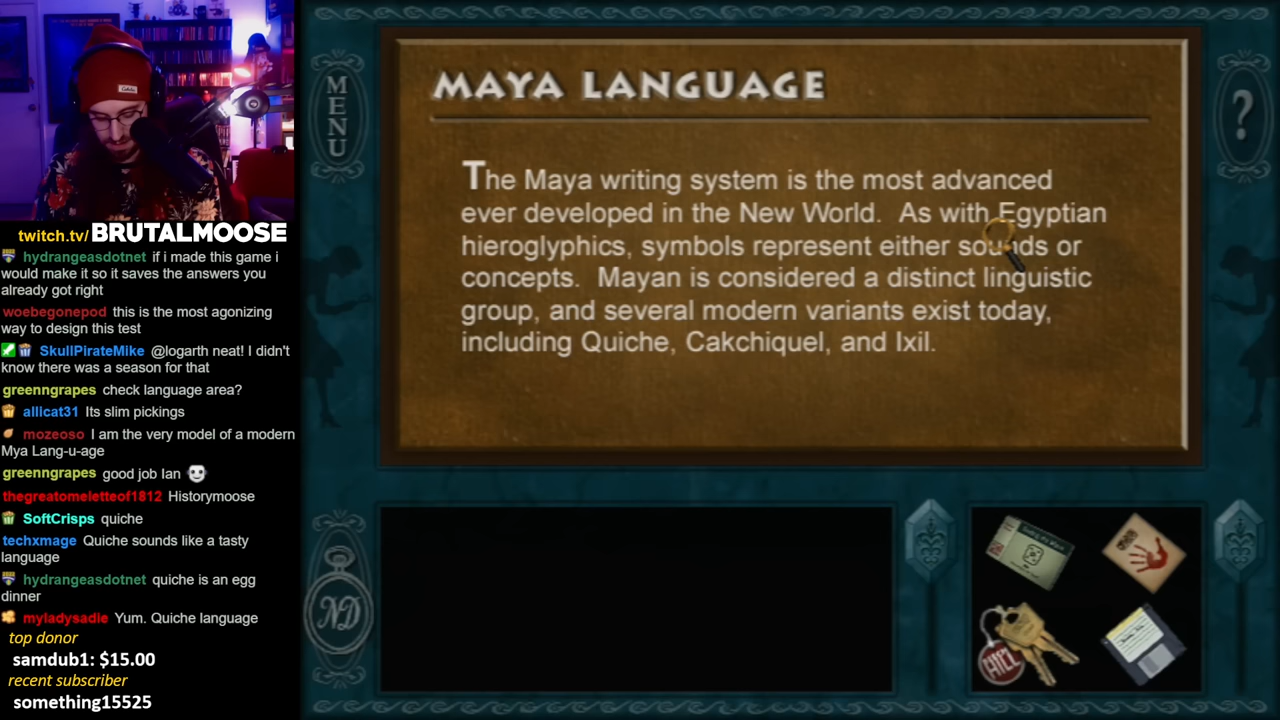 twitch.tv/BRUTALMOOSE
hydrangeasdotnet if i made this game i
would make it so it saves the answers you
already got right
woebegonepod this is the most agonizing
way to design this test
SkullPirateMike @logarth neat! I didn't
know there was a season for that
greenngrapes check language area?
allicat31 Its slim pickings
mozeoso I am the very model of a modern
Mya Lang-u-age
greenngrapes good job Ian
thegreatomeletteof1812 Historymoose
SoftCrisps quiche
techxmage Quiche sounds like a tasty
language
hydrangeasdotnet quiche is an egg
dinner
myladysadie Yum. Quiche language
top donor
samdub1: $15.00
recent subscriber
something15525
MENU
MAYA LANGUAGE
The Maya writing system is the most advanced
ever developed in the New World. As with Egyptian
hieroglyphics, symbols represent either sounds or
concepts. Mayan is considered a distinct linguistic
group, and several modern variants exist today,
including Quiche, Cakchiquel, and Ixil.
?
ND